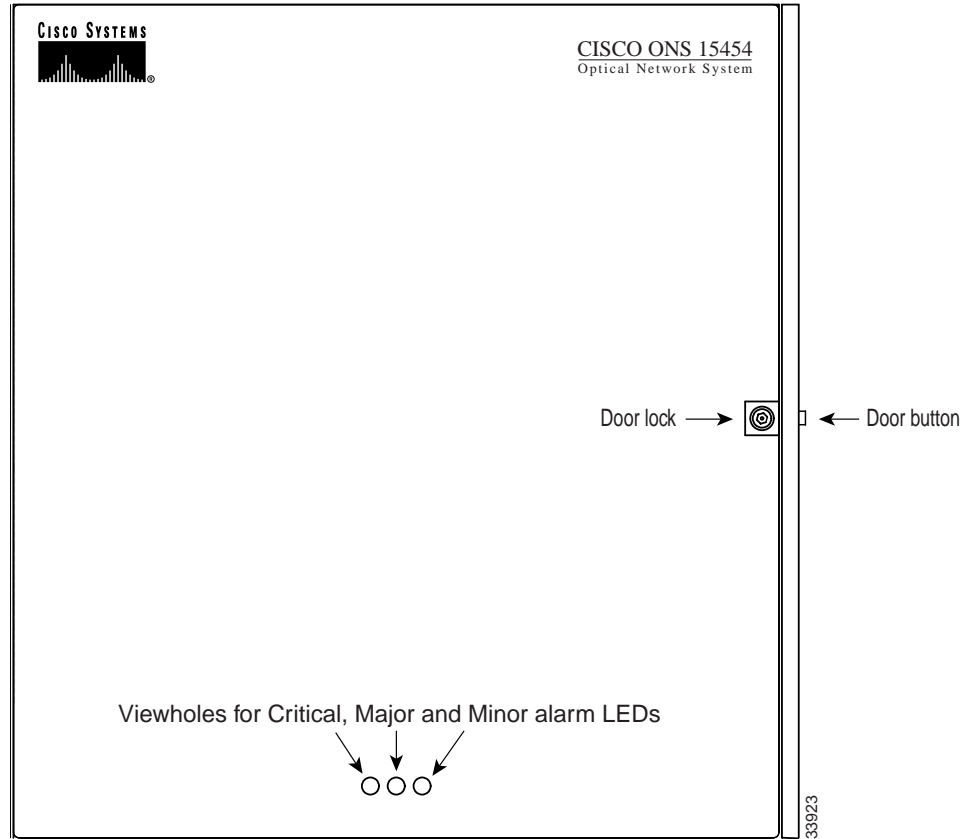 CISCO SYSTEMS
®
CISCO ONS 15454
Optical Network System
Door lock
Door button
Viewholes for Critical, Major and Minor alarm LEDs
33923